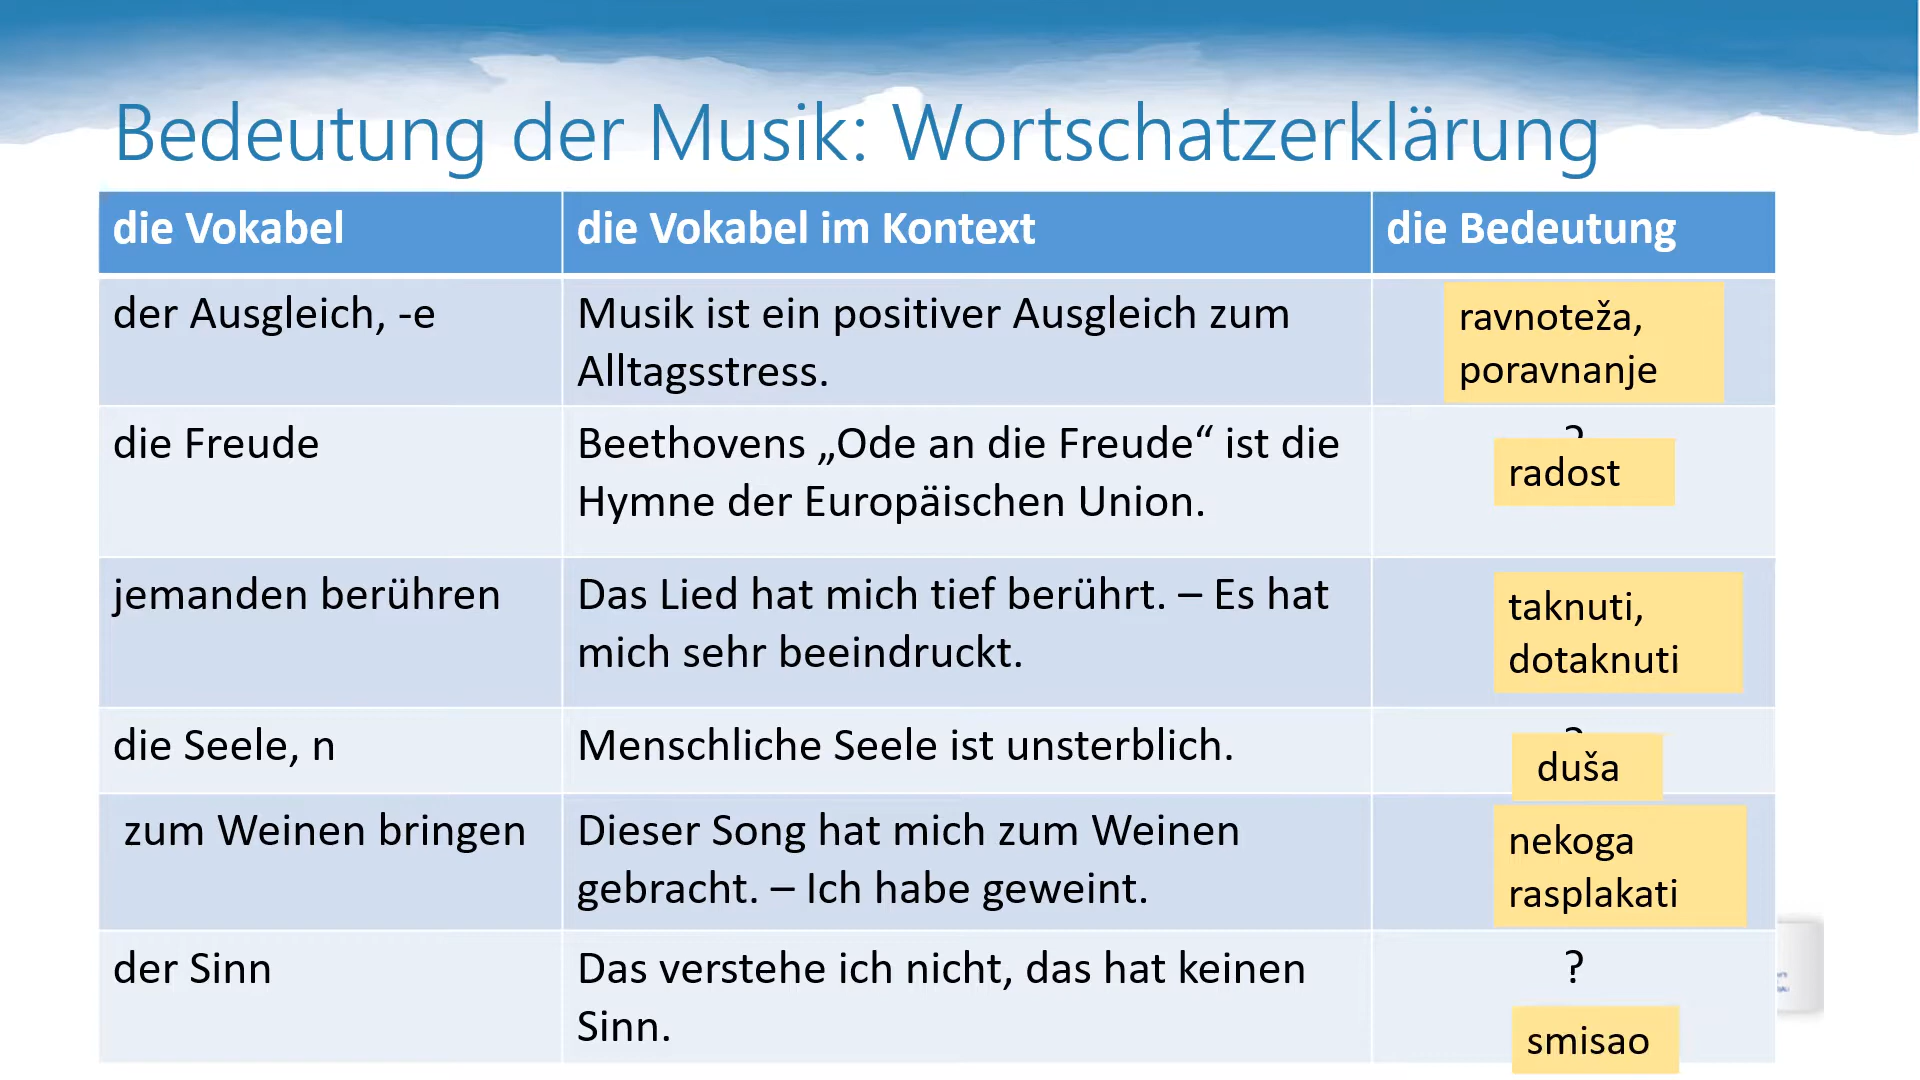 Bedeutung der Musik: Wortschatzerklärung
die Vokabel
die Vokabel im Kontext
die Bedeutung
der Ausgleich, -e
Musik ist ein positiver Ausgleich zum
Alltagsstress.
ravnoteža,
poravnanje
die Freude
Beethovens „Ode an die Freude“ ist die
Hymne der Europäischen Union.
radost
jemanden berühren
Das Lied hat mich tief berührt. – Es hat
mich sehr beeindruckt.
taknuti,
dotaknuti
die Seele, n
Menschliche Seele ist unsterblich.
duša
zum Weinen bringen
Dieser Song hat mich zum Weinen
gebracht. – Ich habe geweint.
nekoga
rasplakati
der Sinn
Das verstehe ich nicht, das hat keinen
Sinn.
?
smisao